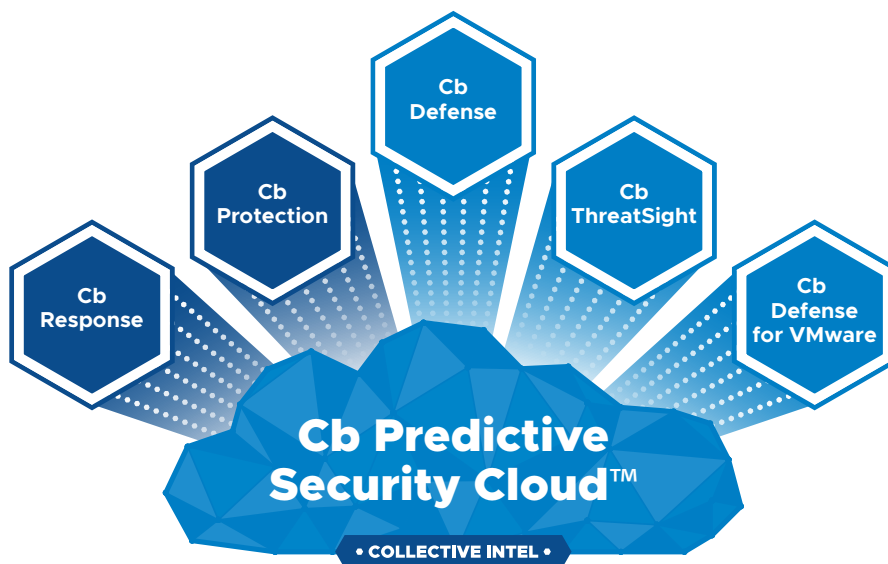 Cb
Defense
Cb
Protection
Cb
ThreatSight
Cb
Response
Cb
Defense
for VMware
Cb Predictive
Security Cloud™
• COLLECTIVE INTEL •